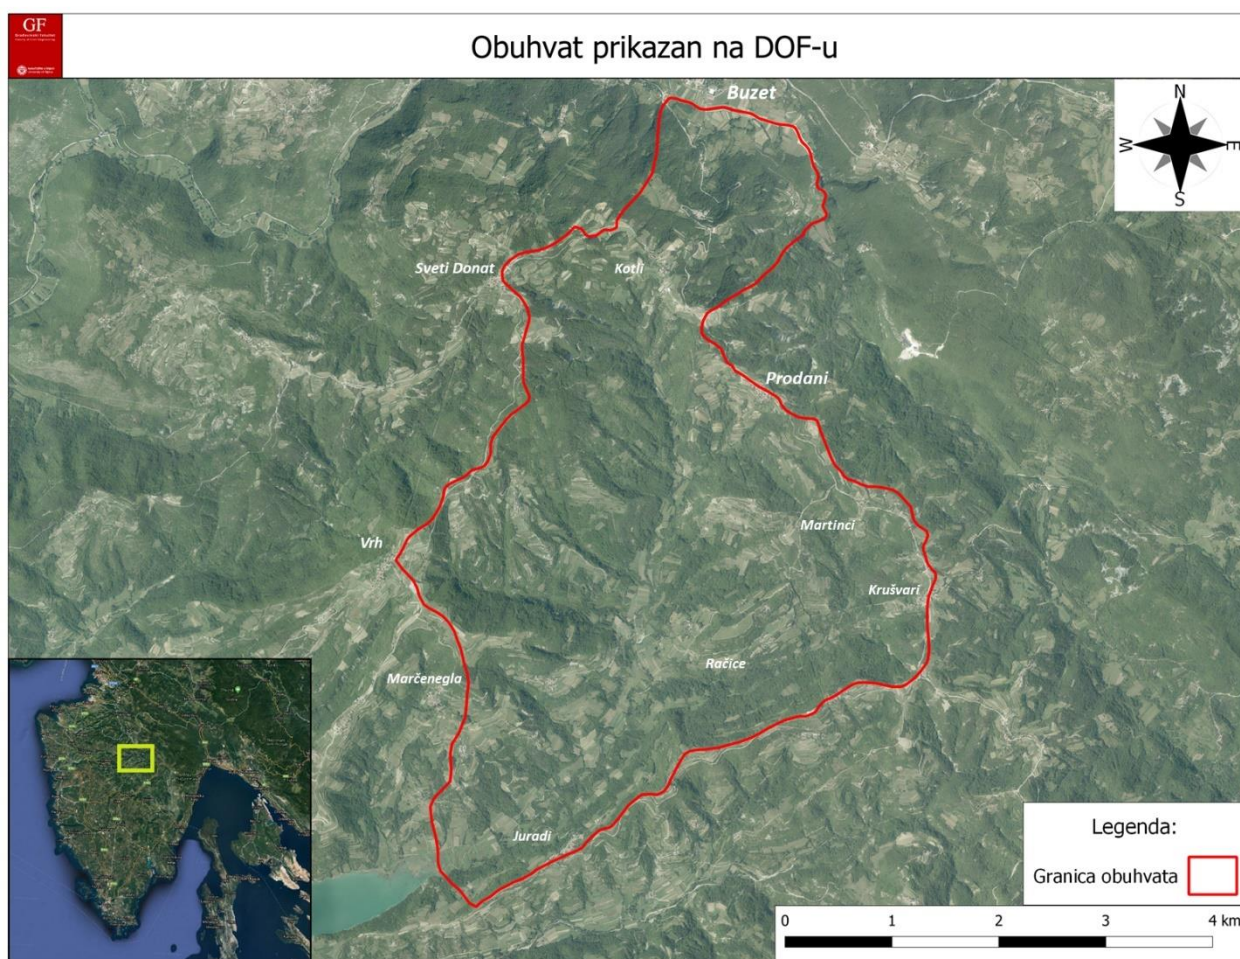 GF
Obuhvat prikazan na DOF-u
Buzet
N
W
E
S
Sveti Donat
Kotli
Prodani
Martinci
Vrh
Krušvari
Račice
Marčenegla
Juradi
Legenda:
Granica obuhvata
0 1 2 3 4 km